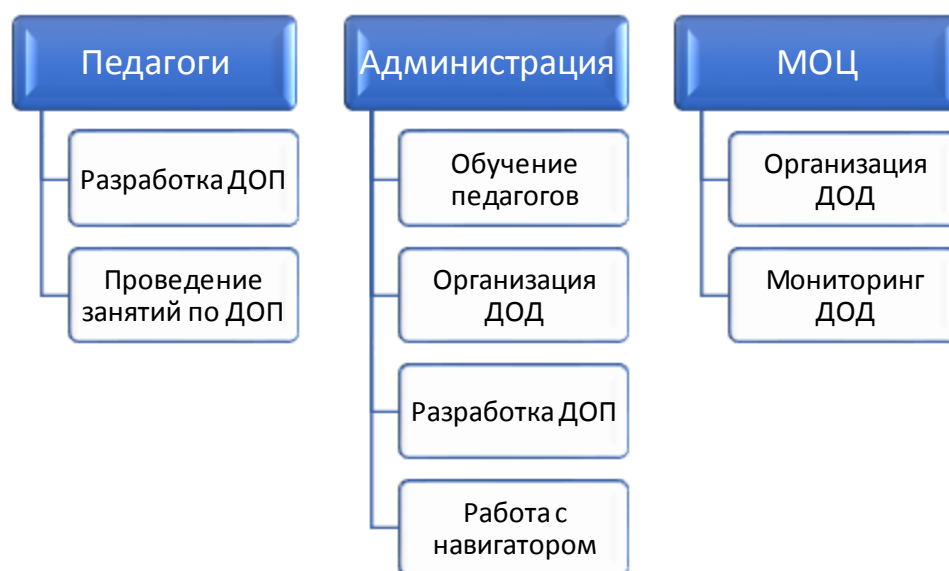 Педагоги
Разработка ДОП
Проведение
занятий по ДОП
Администрация
Обучение
педагогов
Организация
ДОД
Разработка ДОП
Работа с
навигатором
МОЦ
Организация
ДОД
Мониторинг
ДОД